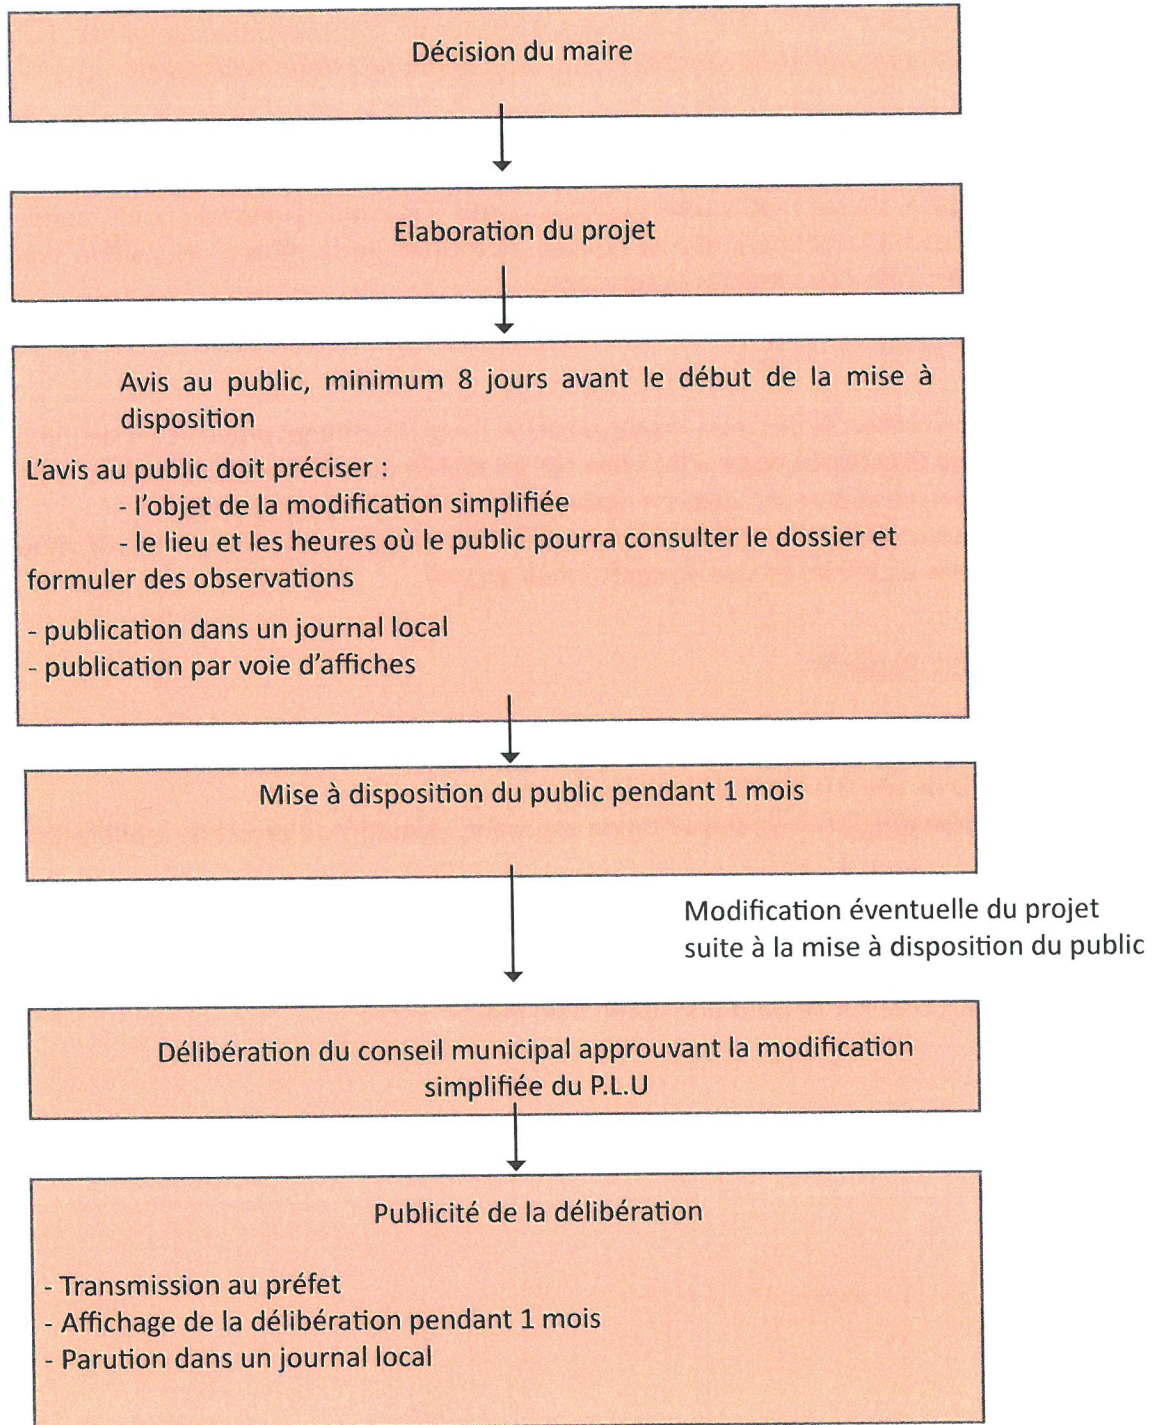 Décision du maire
Elaboration du projet
Avis au public, minimum 8 jours avant le début de la mise à
disposition
L'avis au public doit préciser :
- l'objet de la modification simplifiée
- le lieu et les heures où le public pourra consulter le dossier et
formuler des observations
- publication dans un journal local
- publication par voie d'affiches
Mise à disposition du public pendant 1 mois
Modification éventuelle du projet
suite à la mise à disposition du public
Délibération du conseil municipal approuvant la modification
simplifiée du P.L.U
Publicité de la délibération
- Transmission au préfet
- Affichage de la délibération pendant 1 mois
- Parution dans un journal local